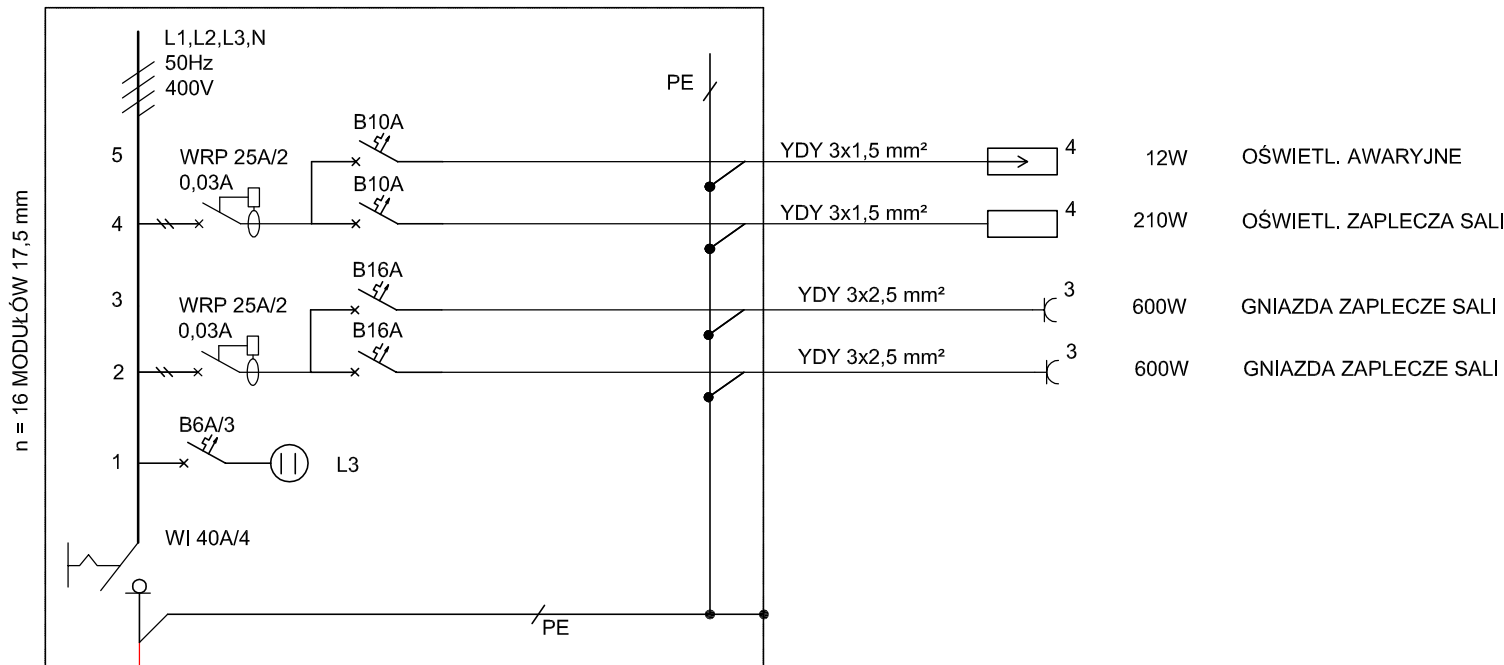 L1,L2,L3,N
50Hz
400V
PE
n = 16 MODUŁÓW 17,5 mm
5
WRP 25A/2
0,03A
B10A
YDY 3x1,5 mm²
4
12W
OŚWIETL. AWARYJNE
4
B10A
YDY 3x1,5 mm²
4
210W
OŚWIETL. ZAPLECZA SALI
3
WRP 25A/2
0,03A
B16A
YDY 3x2,5 mm²
3
600W
GNIAZDA ZAPLECZE SALI
2
B16A
YDY 3x2,5 mm²
3
600W
GNIAZDA ZAPLECZE SALI
1
B6A/3
L3
WI 40A/4
PE